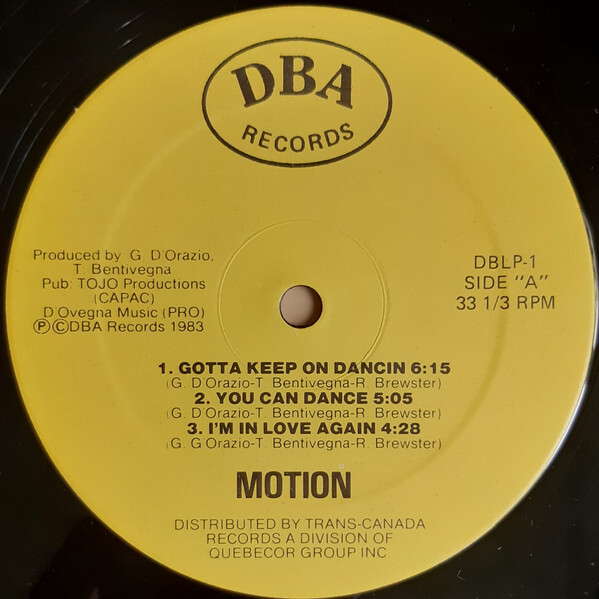 DBA
RECORDS
Produced by G. D'Orazio,
T. Bentivegna
Pub: TOJO Productions
(CAPAC)
D'Ovegna Music (PRO)
ⓅⒸDBA Records 1983
DBLP-1
SIDE "A"
33 1/3 RPM
1. GOTTA KEEP ON DANCIN 6:15
(G. D'Orazio-T. Bentivegna-R. Brewster)
2. YOU CAN DANCE 5:05
(G. D'Orazio-T. Bentivegna-R. Brewster)
3. I'M IN LOVE AGAIN 4:28
(G. G'Orazio-T. Bentivegna-R. Brewster)
MOTION
DISTRIBUTED BY TRANS-CANADA
RECORDS A DIVISION OF
QUEBECOR GROUP INC.